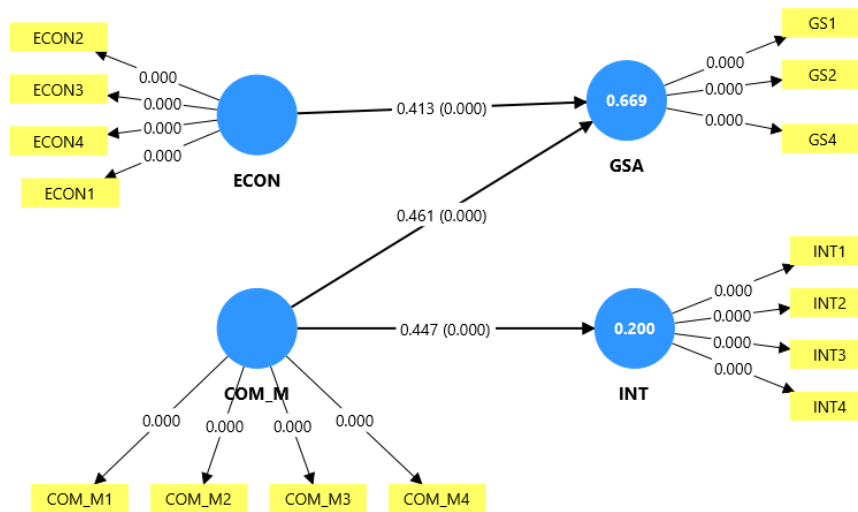 ECON2
ECON3
ECON4
ECON1
0.000
0.000
0.000
0.000
ECON
0.413 (0.000)
0.461 (0.000)
0.447 (0.000)
0.669
GSA
0.000
0.000
0.000
GS1
GS2
GS4
COM_M
0.000
0.000
0.000
0.000
COM_M1
COM_M2
COM_M3
COM_M4
0.200
INT
0.000
0.000
0.000
0.000
INT1
INT2
INT3
INT4